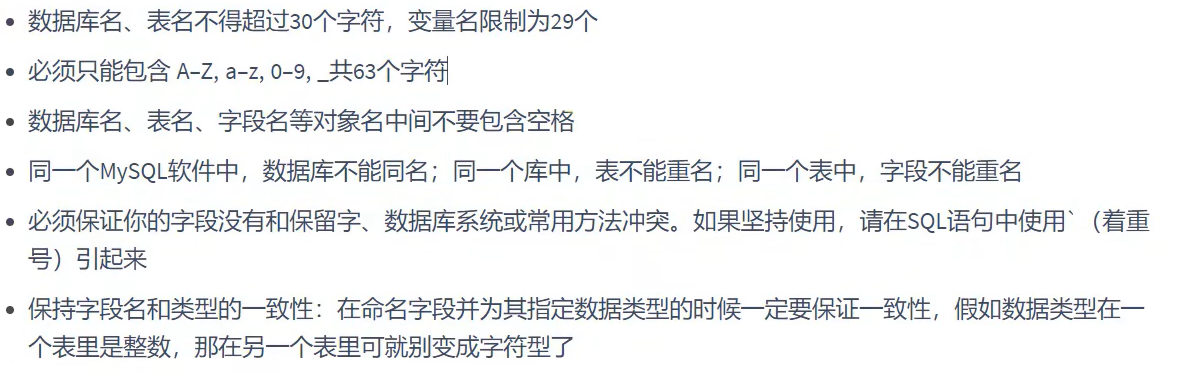 • 数据库名、表名不得超过30个字符，变量名限制为29个
• 必须只能包含 A–Z, a–z, 0–9, _共63个字符
• 数据库名、表名、字段名等对象名中间不要包含空格
• 同一个MySQL软件中，数据库不能同名；同一个库中，表不能重名；同一个表中，字段不能重名
• 必须保证你的字段没有和保留字、数据库系统或常用方法冲突。如果坚持使用，请在SQL语句中使用`（着重
号）引起来
• 保持字段名和类型的一致性：在命名字段并为其指定数据类型的时候一定要保证一致性，假如数据类型在一
个表里是整数，那在另一个表里可就别变成字符型了